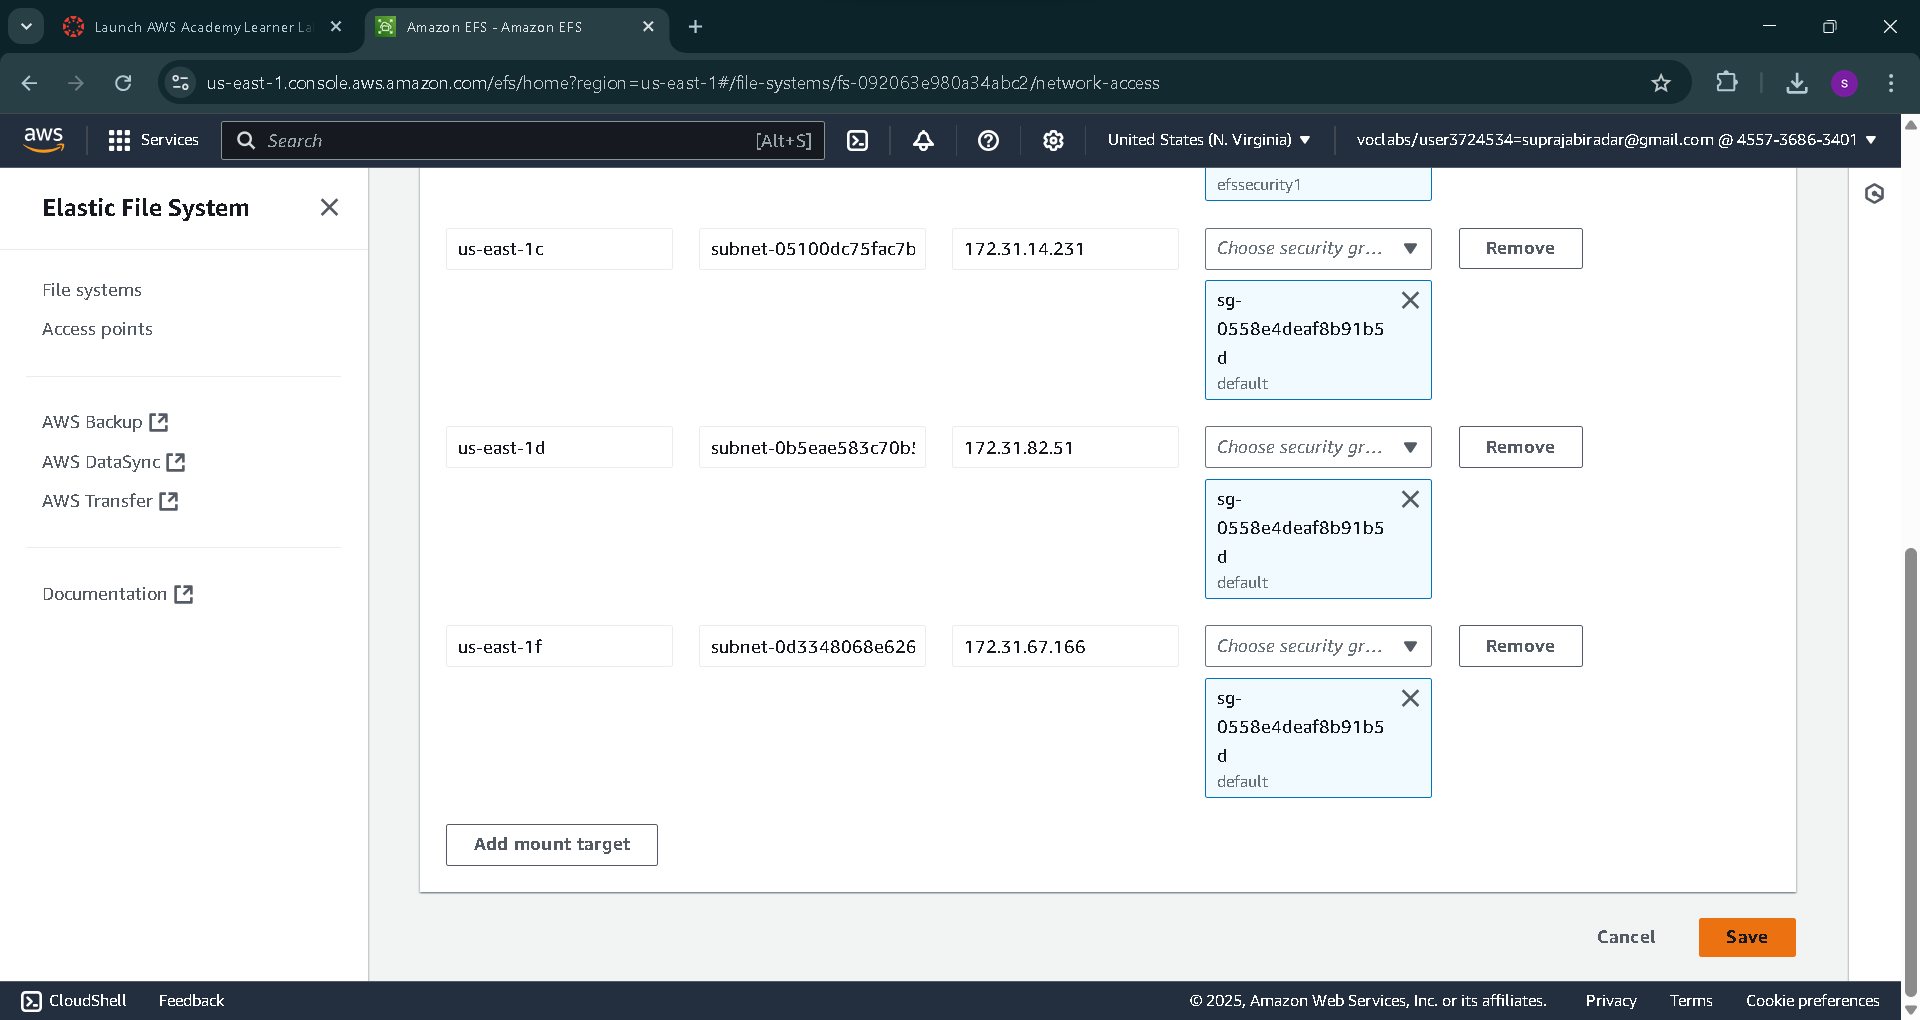 Launch AWS Academy Learner La
Amazon EFS - Amazon EFS
us-east-1.console.aws.amazon.com/efs/home?region=us-east-1#/file-systems/fs-092063e980a34abc2/network-access
S
aws
Services
Search
[Alt+S]
United States (N. Virginia)
voclabs/user3724534=suprajabiradar@gmail.com @ 4557-3686-3401
Elastic File System
File systems
Access points
AWS Backup
AWS DataSync
AWS Transfer
Documentation
efssecurity1
us-east-1c
subnet-05100dc75fac7b
172.31.14.231
Choose security gr...
Remove
sg-
0558e4deaf8b91b5
d
default
us-east-1d
subnet-0b5eae583c70b
172.31.82.51
Choose security gr...
Remove
sg-
0558e4deaf8b91b5
d
default
us-east-1f
subnet-0d3348068e626
172.31.67.166
Choose security gr...
Remove
sg-
0558e4deaf8b91b5
d
default
Add mount target
Cancel
Save
CloudShell
Feedback
© 2025, Amazon Web Services, Inc. or its affiliates.
Privacy
Terms
Cookie preferences